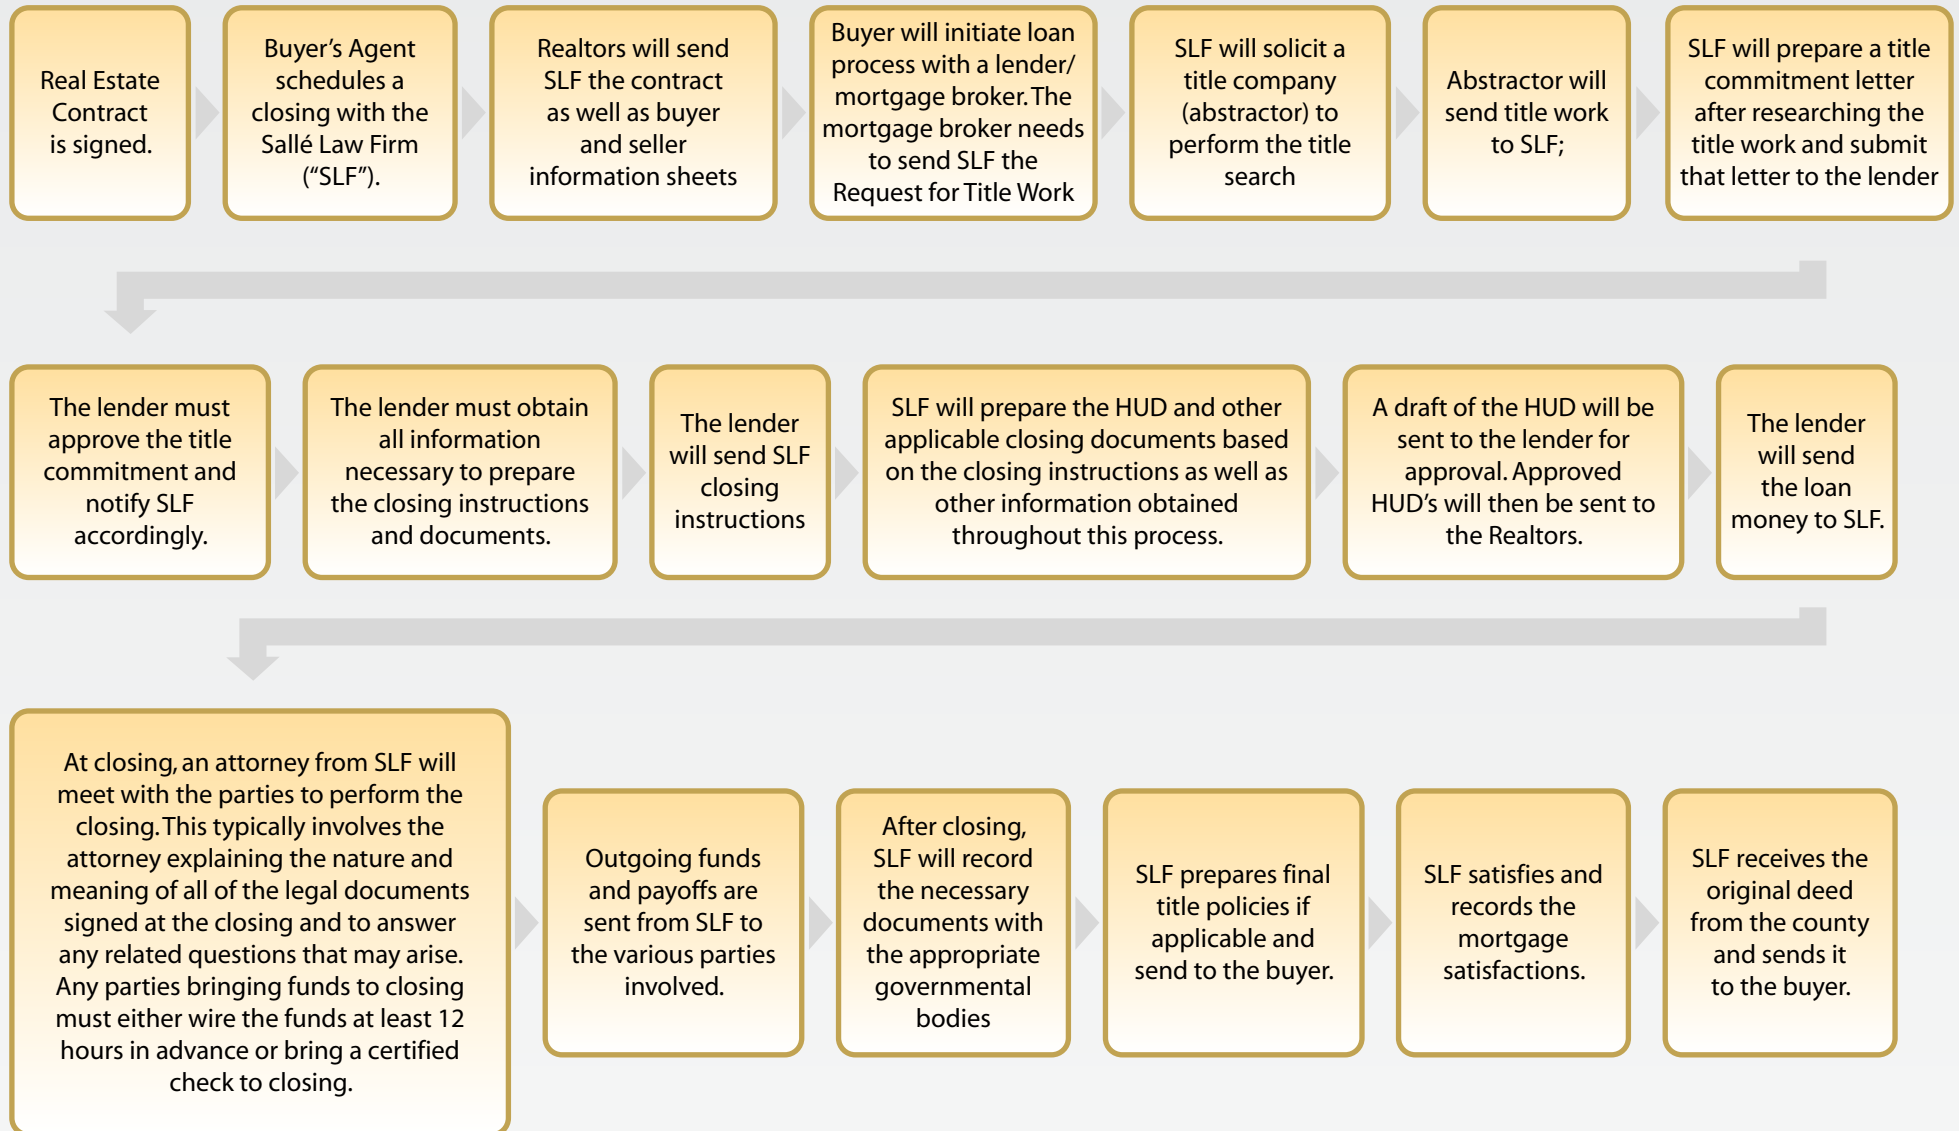 Real Estate
Contract
is signed.
Buyer’s Agent
schedules a
closing with the
Sallé Law Firm
(“SLF”).
Realtors will send
SLF the contract
as well as buyer
and seller
information sheets
Buyer will initiate loan
process with a lender/
mortgage broker. The
mortgage broker needs
to send SLF the
Request for Title Work
SLF will solicit a
title company
(abstractor) to
perform the title
search
Abstractor will
send title work
to SLF;
SLF will prepare a title
commitment letter
after researching the
title work and submit
that letter to the lender
The lender must
approve the title
commitment and
notify SLF
accordingly.
The lender must obtain
all information
necessary to prepare
the closing instructions
and documents.
The lender
will send SLF
closing
instructions
SLF will prepare the HUD and other
applicable closing documents based
on the closing instructions as well as
other information obtained
throughout this process.
A draft of the HUD will be
sent to the lender for
approval. Approved
HUD’s will then be sent to
the Realtors.
The lender
will send
the loan
money to SLF.
At closing, an attorney from SLF will
meet with the parties to perform the
closing. This typically involves the
attorney explaining the nature and
meaning of all of the legal documents
signed at the closing and to answer
any related questions that may arise.
Any parties bringing funds to closing
must either wire the funds at least 12
hours in advance or bring a certified
check to closing.
Outgoing funds
and payoffs are
sent from SLF to
the various parties
involved.
After closing,
SLF will record
the necessary
documents with
the appropriate
governmental
bodies
SLF prepares final
title policies if
applicable and
send to the buyer.
SLF satisfies and
records the
mortgage
satisfactions.
SLF receives the
original deed
from the county
and sends it
to the buyer.